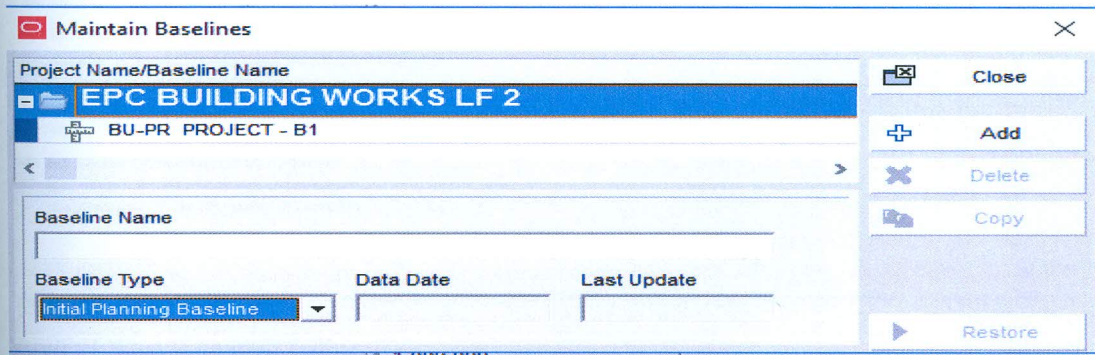 Maintain Baselines
Project Name/Baseline Name
EPC BUILDING WORKS LF 2
BU-PR PROJECT - B1
Close
Add
Delete
Copy
Baseline Name
Baseline Type
Data Date
Last Update
Initial Planning Baseline
Restore